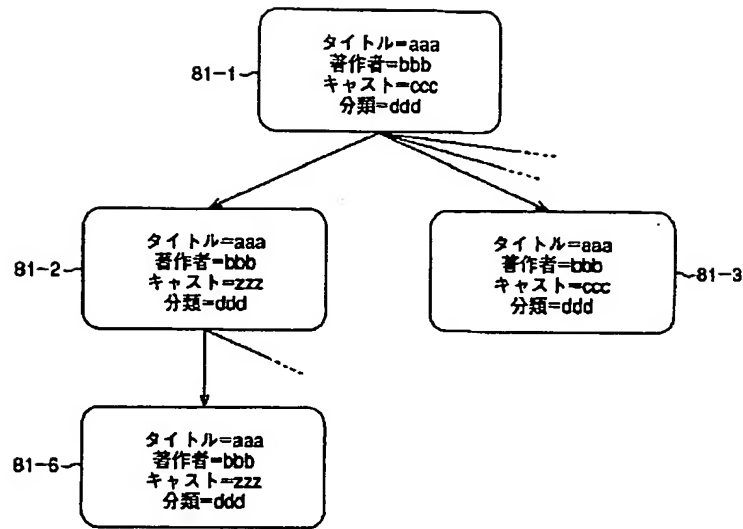 タイトル=aaa
著作者=bbb
キャスト=ccc
分類=ddd
81-1
タイトル=aaa
著作者=bbb
キャスト=zzz
分類=ddd
81-2
タイトル=aaa
著作者=bbb
キャスト=ccc
分類=ddd
81-3
タイトル=aaa
著作者=bbb
キャスト=zzz
分類=ddd
81-6